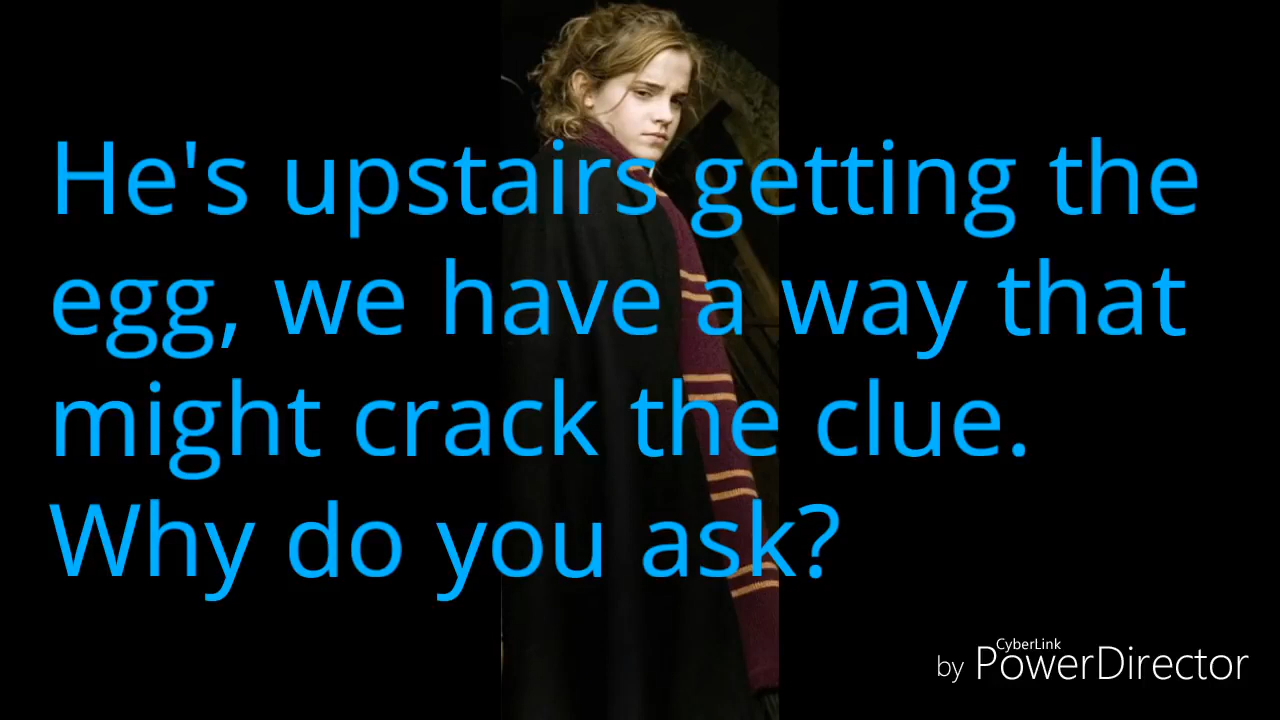 He's upstairs getting the
egg, we have a way that
might crack the clue.
Why do you ask?
CyberLink
by PowerDirector